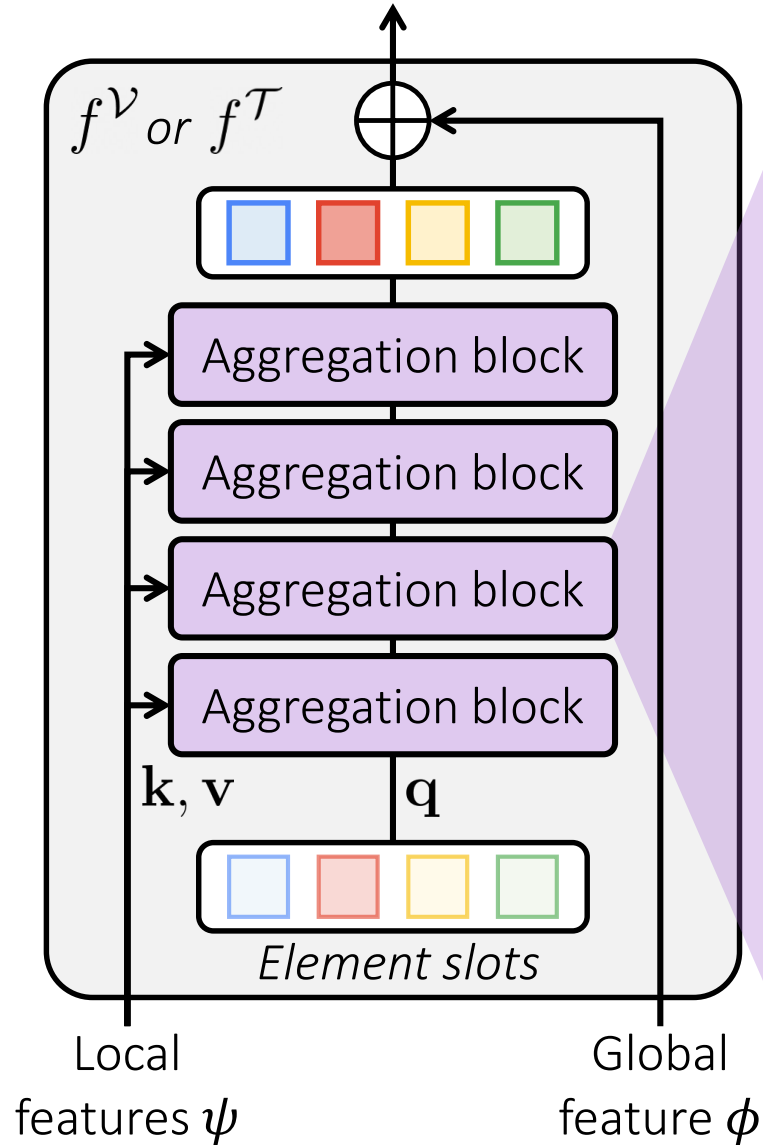 f^𝒱 or f^𝒯
Aggregation block
Aggregation block
Aggregation block
Aggregation block
k, v
q
Element slots
Local
features ψ
Global
feature ϕ